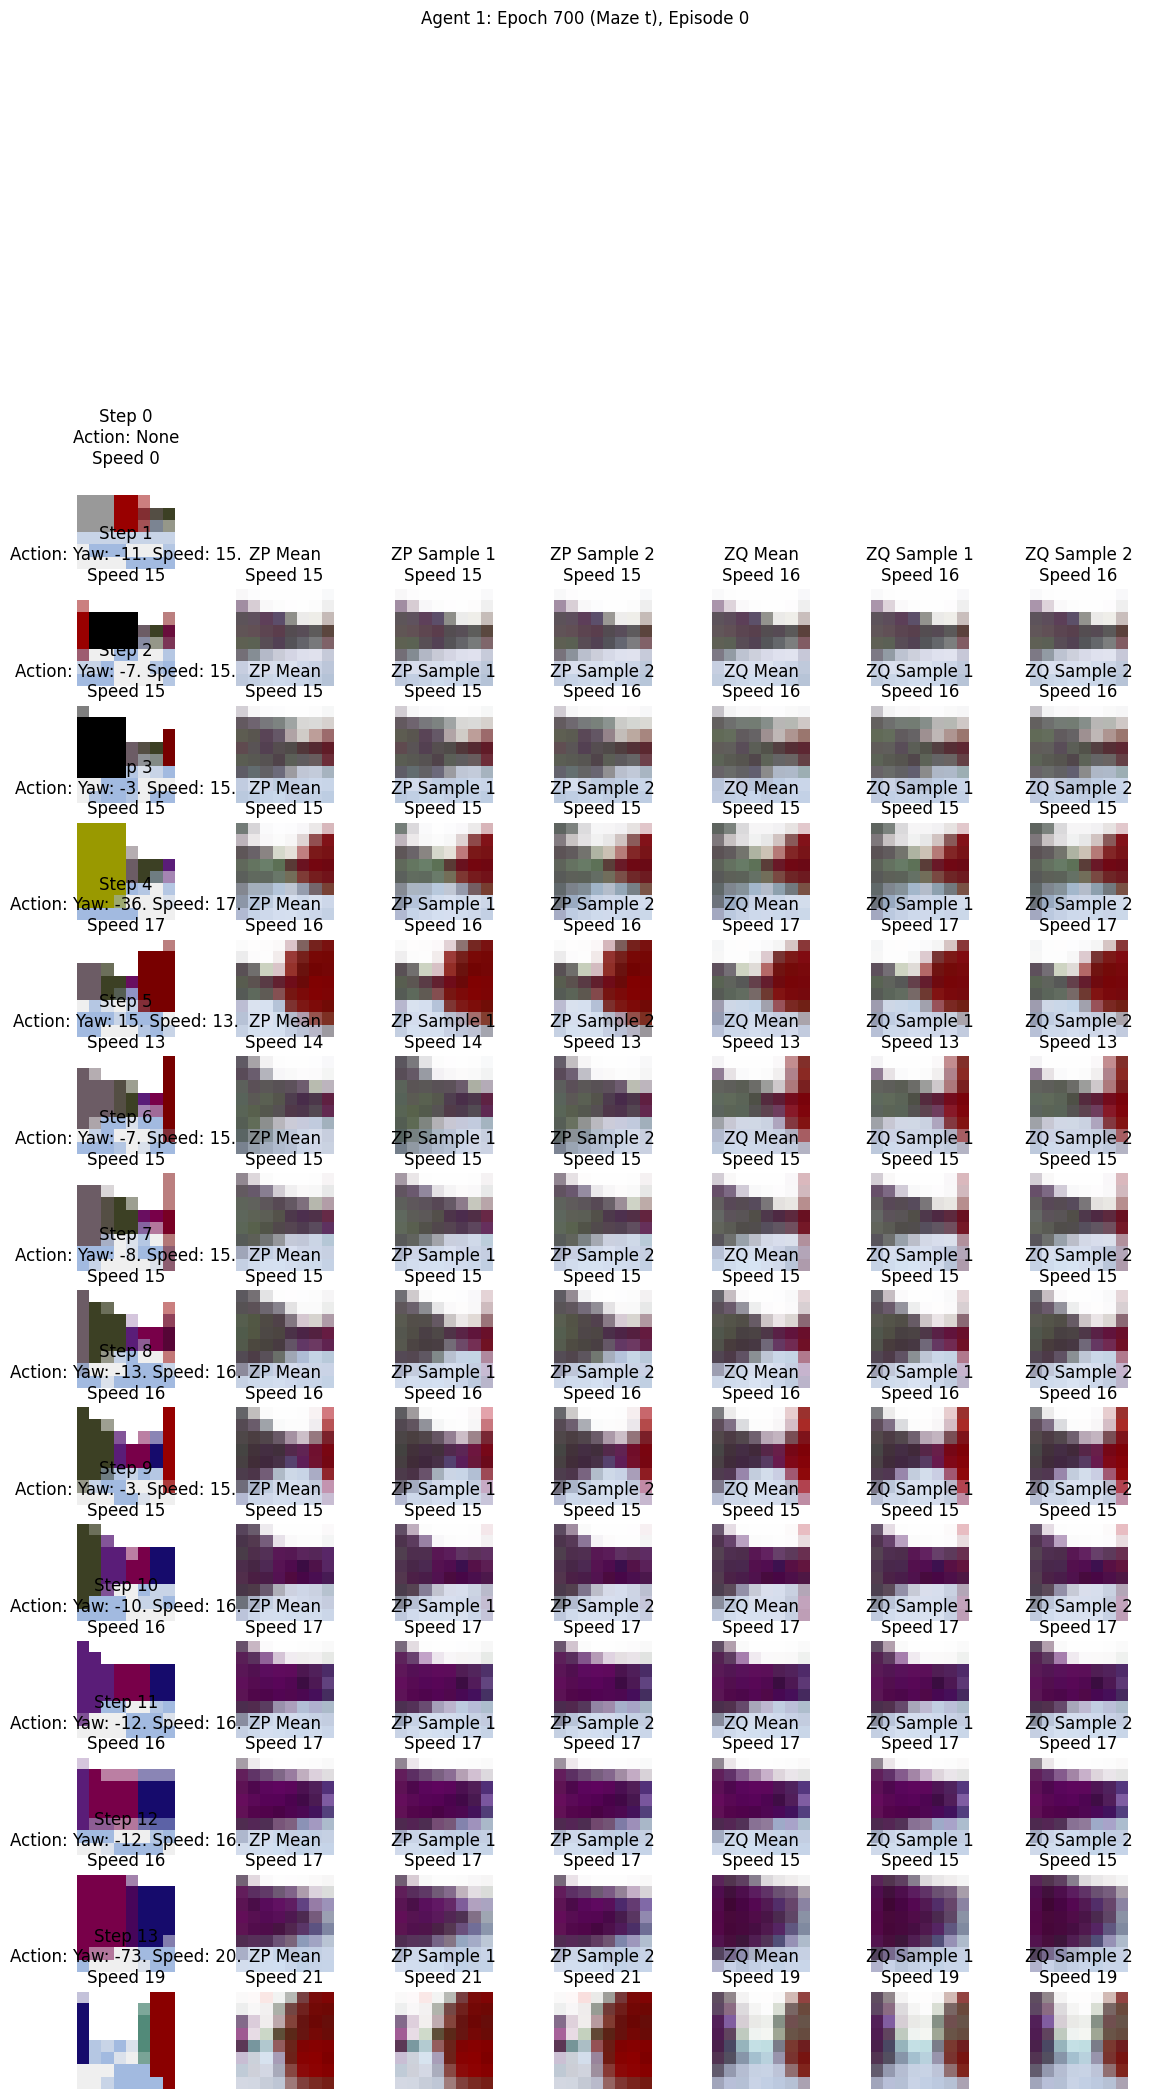 Agent 1: Epoch 700 (Maze t), Episode 0
Step 0
Action: None
Speed 0
Step 1
Action: Yaw: -11. Speed: 15. ZP Mean ZP Sample 1 ZP Sample 2 ZQ Mean ZQ Sample 1 ZQ Sample 2
Speed 15 Speed 15 Speed 15 Speed 15 Speed 16 Speed 16 Speed 16
Step 2
Action: Yaw: -7. Speed: 15. ZP Mean ZP Sample 1 ZP Sample 2 ZQ Mean ZQ Sample 1 ZQ Sample 2
Speed 15 Speed 15 Speed 15 Speed 16 Speed 16 Speed 16 Speed 16
p 3
Action: Yaw: -3. Speed: 15. ZP Mean ZP Sample 1 ZP Sample 2 ZQ Mean ZQ Sample 1 ZQ Sample 2
Speed 15 Speed 15 Speed 15 Speed 15 Speed 15 Speed 15 Speed 15
Step 4
Action: Yaw: -36. Speed: 17. ZP Mean ZP Sample 1 ZP Sample 2 ZQ Mean ZQ Sample 1 ZQ Sample 2
Speed 17 Speed 16 Speed 16 Speed 16 Speed 17 Speed 17 Speed 17
Step 5
Action: Yaw: 15. Speed: 13. ZP Mean ZP Sample 1 ZP Sample 2 ZQ Mean ZQ Sample 1 ZQ Sample 2
Speed 13 Speed 14 Speed 14 Speed 13 Speed 13 Speed 13 Speed 13
Step 6
Action: Yaw: -7. Speed: 15. ZP Mean ZP Sample 1 ZP Sample 2 ZQ Mean ZQ Sample 1 ZQ Sample 2
Speed 15 Speed 15 Speed 15 Speed 15 Speed 15 Speed 15 Speed 15
Step 7
Action: Yaw: -8. Speed: 15. ZP Mean ZP Sample 1 ZP Sample 2 ZQ Mean ZQ Sample 1 ZQ Sample 2
Speed 15 Speed 15 Speed 15 Speed 15 Speed 15 Speed 15 Speed 15
Step 8
Action: Yaw: -13. Speed: 16. ZP Mean ZP Sample 1 ZP Sample 2 ZQ Mean ZQ Sample 1 ZQ Sample 2
Speed 16 Speed 16 Speed 16 Speed 16 Speed 16 Speed 16 Speed 16
Step 9
Action: Yaw: -3. Speed: 15. ZP Mean ZP Sample 1 ZP Sample 2 ZQ Mean ZQ Sample 1 ZQ Sample 2
Speed 15 Speed 15 Speed 15 Speed 15 Speed 15 Speed 15 Speed 15
Step 10
Action: Yaw: -10. Speed: 16. ZP Mean ZP Sample 1 ZP Sample 2 ZQ Mean ZQ Sample 1 ZQ Sample 2
Speed 16 Speed 17 Speed 17 Speed 17 Speed 17 Speed 17 Speed 17
Step 11
Action: Yaw: -12. Speed: 16. ZP Mean ZP Sample 1 ZP Sample 2 ZQ Mean ZQ Sample 1 ZQ Sample 2
Speed 16 Speed 17 Speed 17 Speed 17 Speed 17 Speed 17 Speed 17
Step 12
Action: Yaw: -12. Speed: 16. ZP Mean ZP Sample 1 ZP Sample 2 ZQ Mean ZQ Sample 1 ZQ Sample 2
Speed 16 Speed 17 Speed 17 Speed 17 Speed 15 Speed 15 Speed 15
Step 13
Action: Yaw: -73. Speed: 20. ZP Mean ZP Sample 1 ZP Sample 2 ZQ Mean ZQ Sample 1 ZQ Sample 2
Speed 19 Speed 21 Speed 21 Speed 21 Speed 19 Speed 19 Speed 19